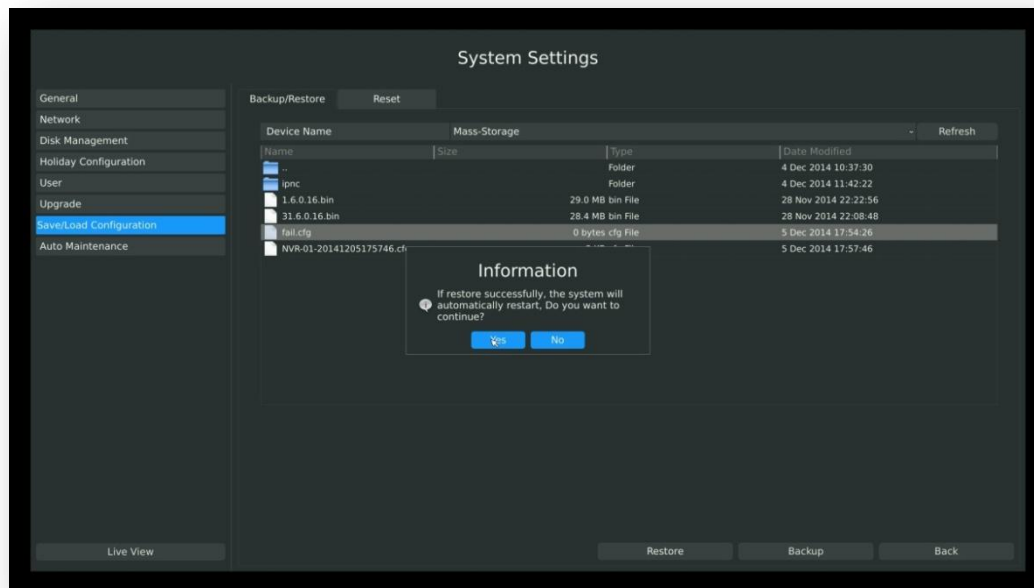 System Settings
General
Network
Disk Management
Holiday Configuration
User
Upgrade
Save/Load Configuration
Auto Maintenance
Live View
Backup/Restore Reset
Device Name Mass-Storage Refresh
Name Size Type Date Modified
.. Folder 4 Dec 2014 10:37:30
ipnc Folder 4 Dec 2014 11:42:22
1.6.0.16.bin 29.0 MB bin File 28 Nov 2014 22:22:56
31.6.0.16.bin 28.4 MB bin File 28 Nov 2014 22:08:48
fail.cfg 0 bytes cfg File 5 Dec 2014 17:54:26
NVR-01-20141205175746.cf 5 Dec 2014 17:57:46
Information
If restore successfully, the system will
automatically restart, Do you want to
continue?
Yes No
Restore Backup Back